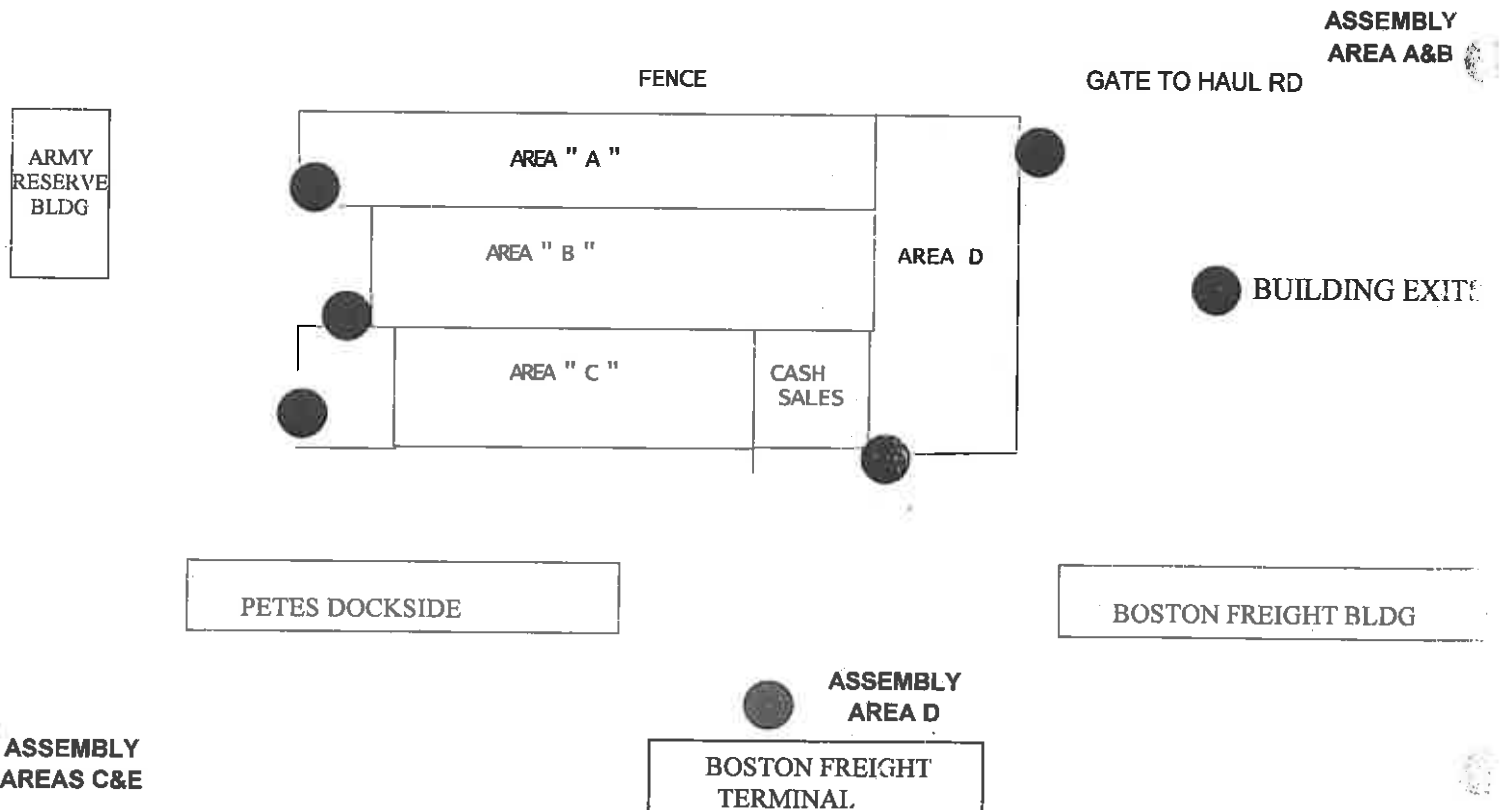 ASSEMBLY
AREA A&B
FENCE
GATE TO HAUL RD
ARMY
RESERVE
BLDG
AREA " A "
AREA " B "
AREA D
BUILDING EXITS
AREA " C "
CASH
SALES
PETES DOCKSIDE
BOSTON FREIGHT BLDG
ASSEMBLY
AREA D
ASSEMBLY
AREAS C&E
BOSTON FREIGHT
TERMINAL